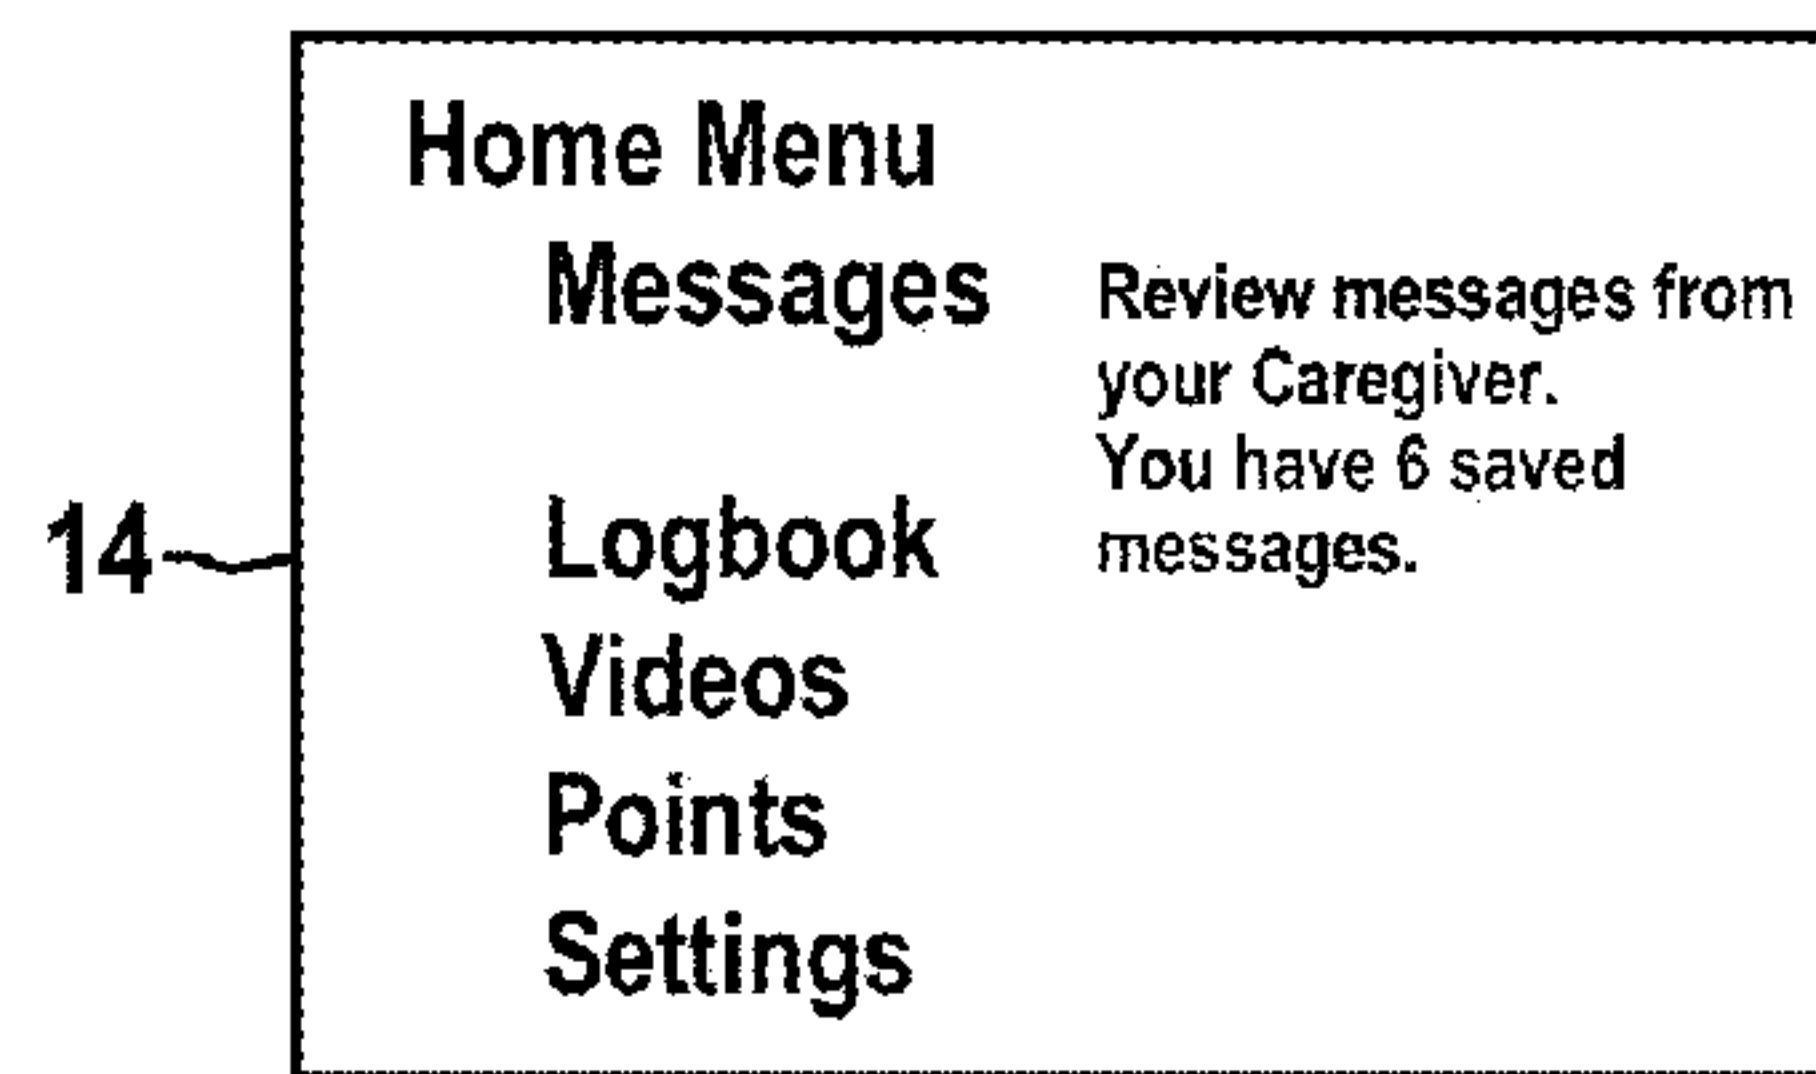 Home Menu
Messages
Review messages from
your Caregiver.
You have 6 saved
messages.
14
Logbook
Videos
Points
Settings